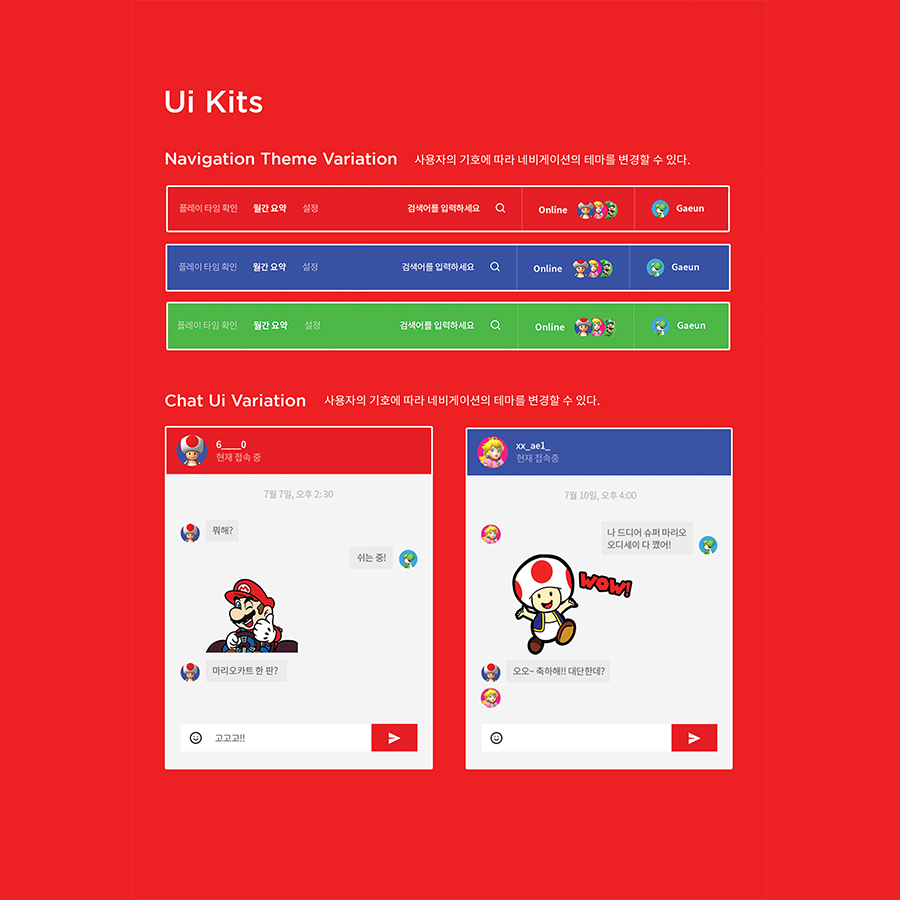 Ui Kits
Navigation Theme Variation 사용자의 기호에 따라 네비게이션의 테마를 변경할 수 있다.
플레이 타임 확인 월간 요약 설정 검색어를 입력하세요 Online Gaeun
플레이 타임 확인 월간 요약 설정 검색어를 입력하세요 Online Gaeun
플레이 타임 확인 월간 요약 설정 검색어를 입력하세요 Online Gaeun
Chat Ui Variation 사용자의 기호에 따라 네비게이션의 테마를 변경할 수 있다.
6____0
현재 접속 중
7월 7일, 오후 2: 30
뭐해?
쉬는 중!
마리오카트 한 판?
고고고!!
xx_ae1_
현재 접속중
7월 10일, 오후 4:00
나 드디어 슈퍼 마리오
오디세이 다 깼어!
WOW!
오오~ 축하해!! 대단한데?